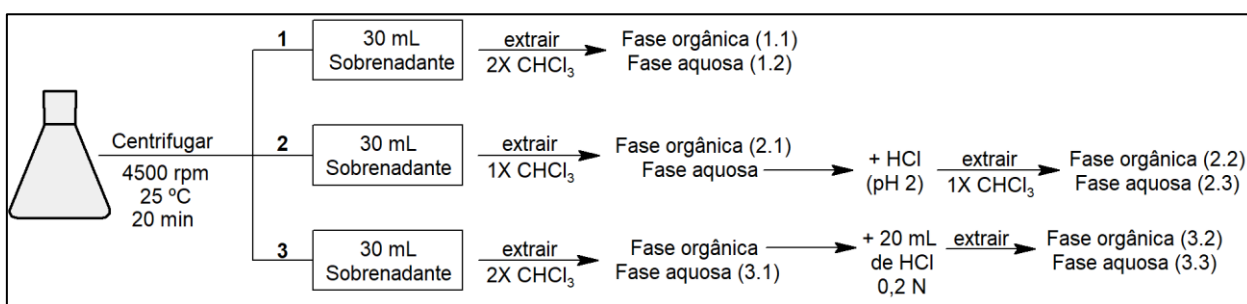 1
30 mL
Sobrenadante
extrair
2X CHCl₃
Fase orgânica (1.1)
Fase aquosa (1.2)
Centrifugar
4500 rpm
25 ºC
20 min
2
30 mL
Sobrenadante
extrair
1X CHCl₃
Fase orgânica (2.1)
Fase aquosa
+ HCl
(pH 2)
extrair
1X CHCl₃
Fase orgânica (2.2)
Fase aquosa (2.3)
3
30 mL
Sobrenadante
extrair
2X CHCl₃
Fase orgânica
Fase aquosa (3.1)
+ 20 mL
de HCl
0,2 N
extrair
Fase orgânica (3.2)
Fase aquosa (3.3)